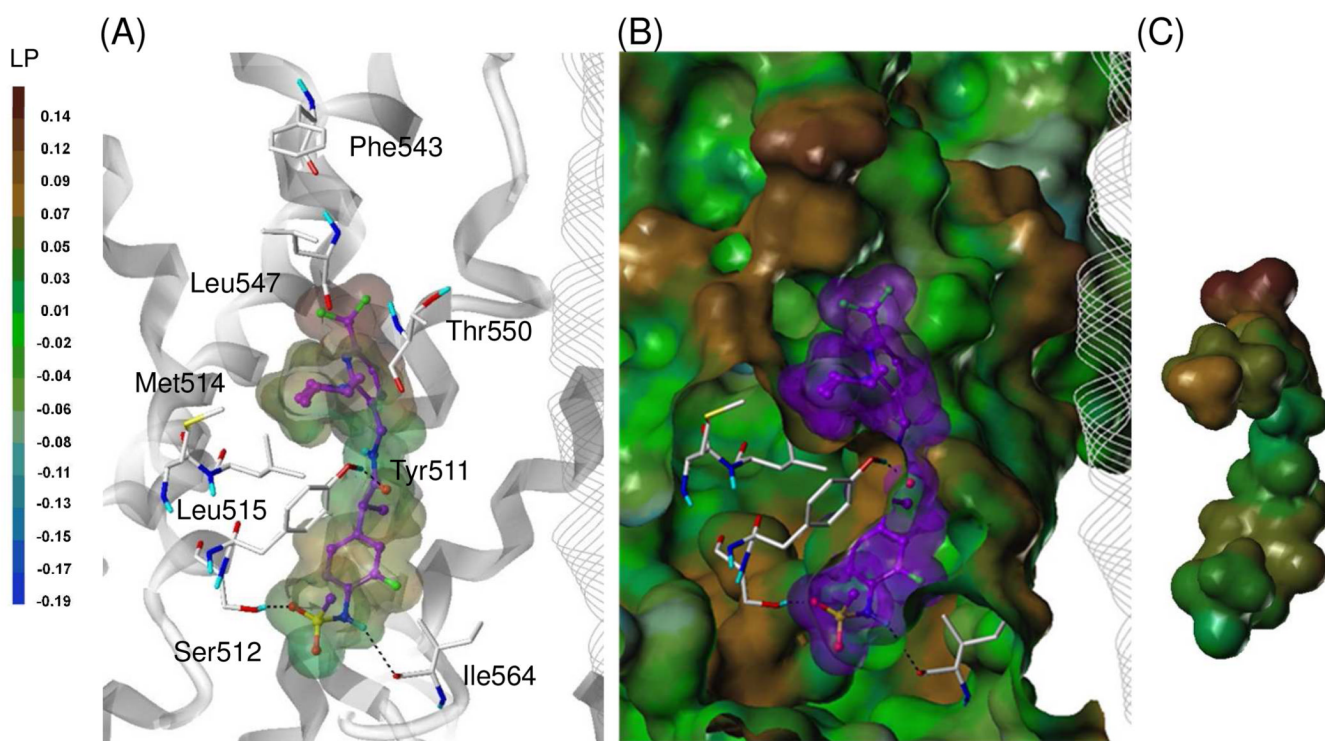 (A)
(B)
(C)
LP
0.14
0.12
0.09
0.07
0.05
0.03
0.01
-0.02
-0.04
-0.06
-0.08
-0.11
-0.13
-0.15
-0.17
-0.19
Phe543
Leu547
Thr550
Met514
Tyr511
Leu515
Ser512
Ile564